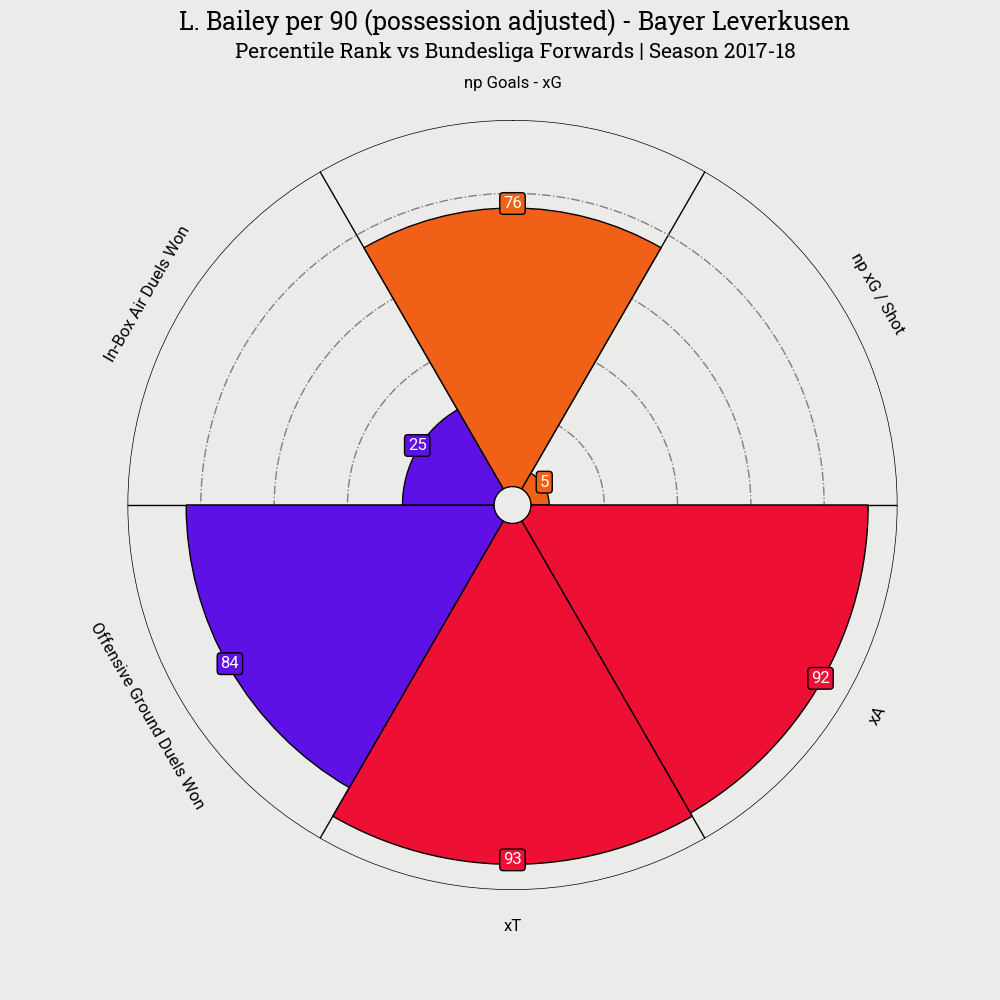 L. Bailey per 90 (possession adjusted) - Bayer Leverkusen
Percentile Rank vs Bundesliga Forwards | Season 2017-18
np Goals - xG
76
In-Box Air Duels Won
np xG / Shot
25
5
84
92
Offensive Ground Duels Won
xA
93
xT